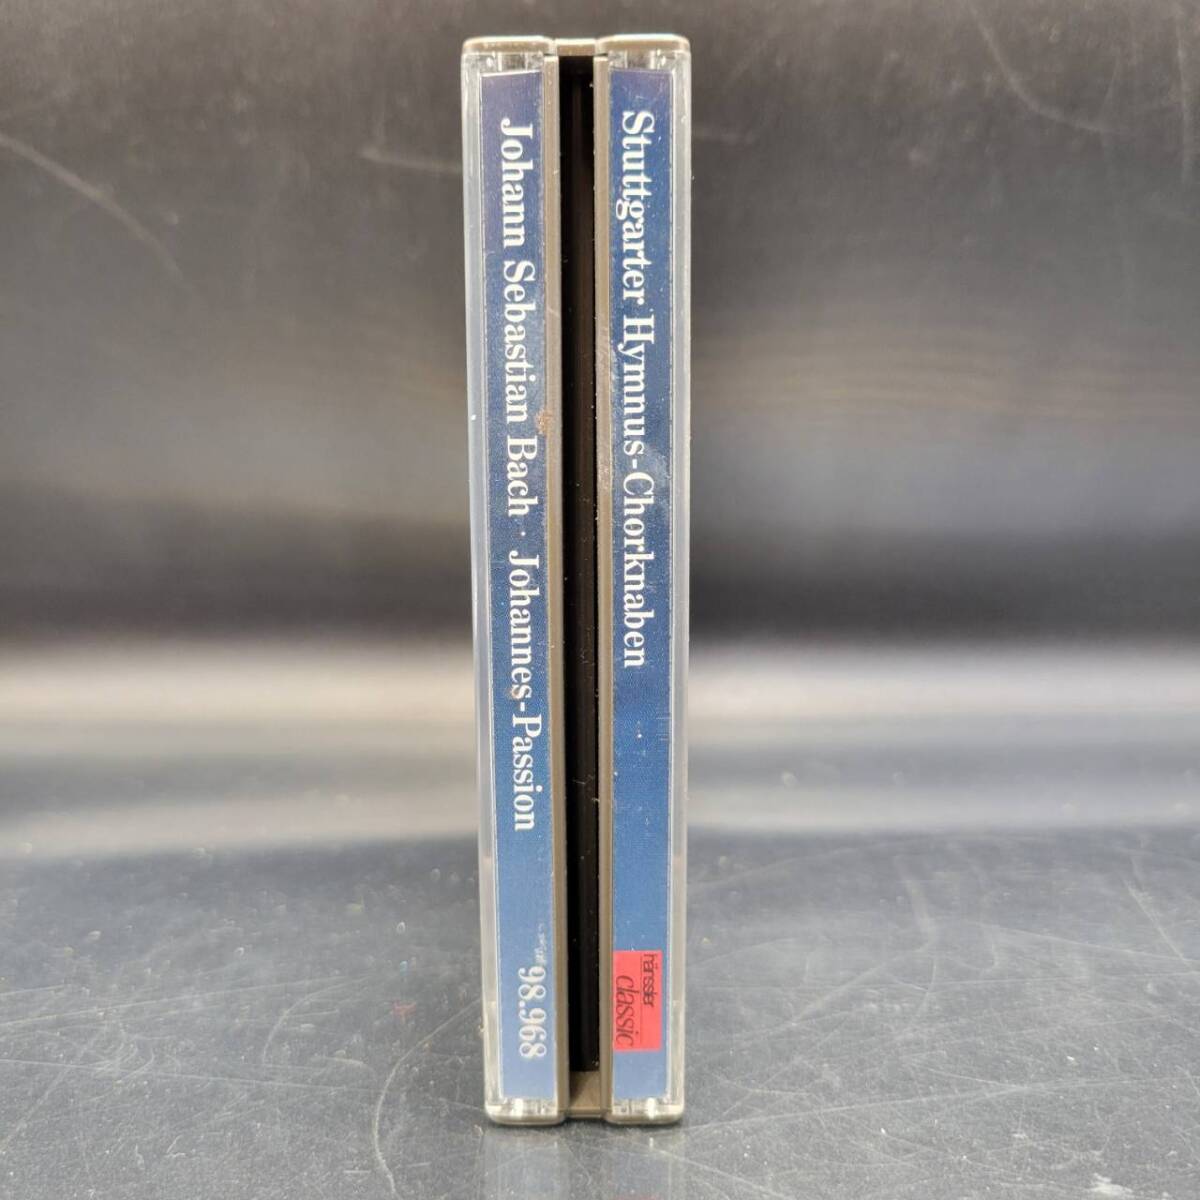 Johann Sebastian Bach · Johannes-Passion
98.968
Stuttgarter Hymnus-Chorknaben
hänssler
classic